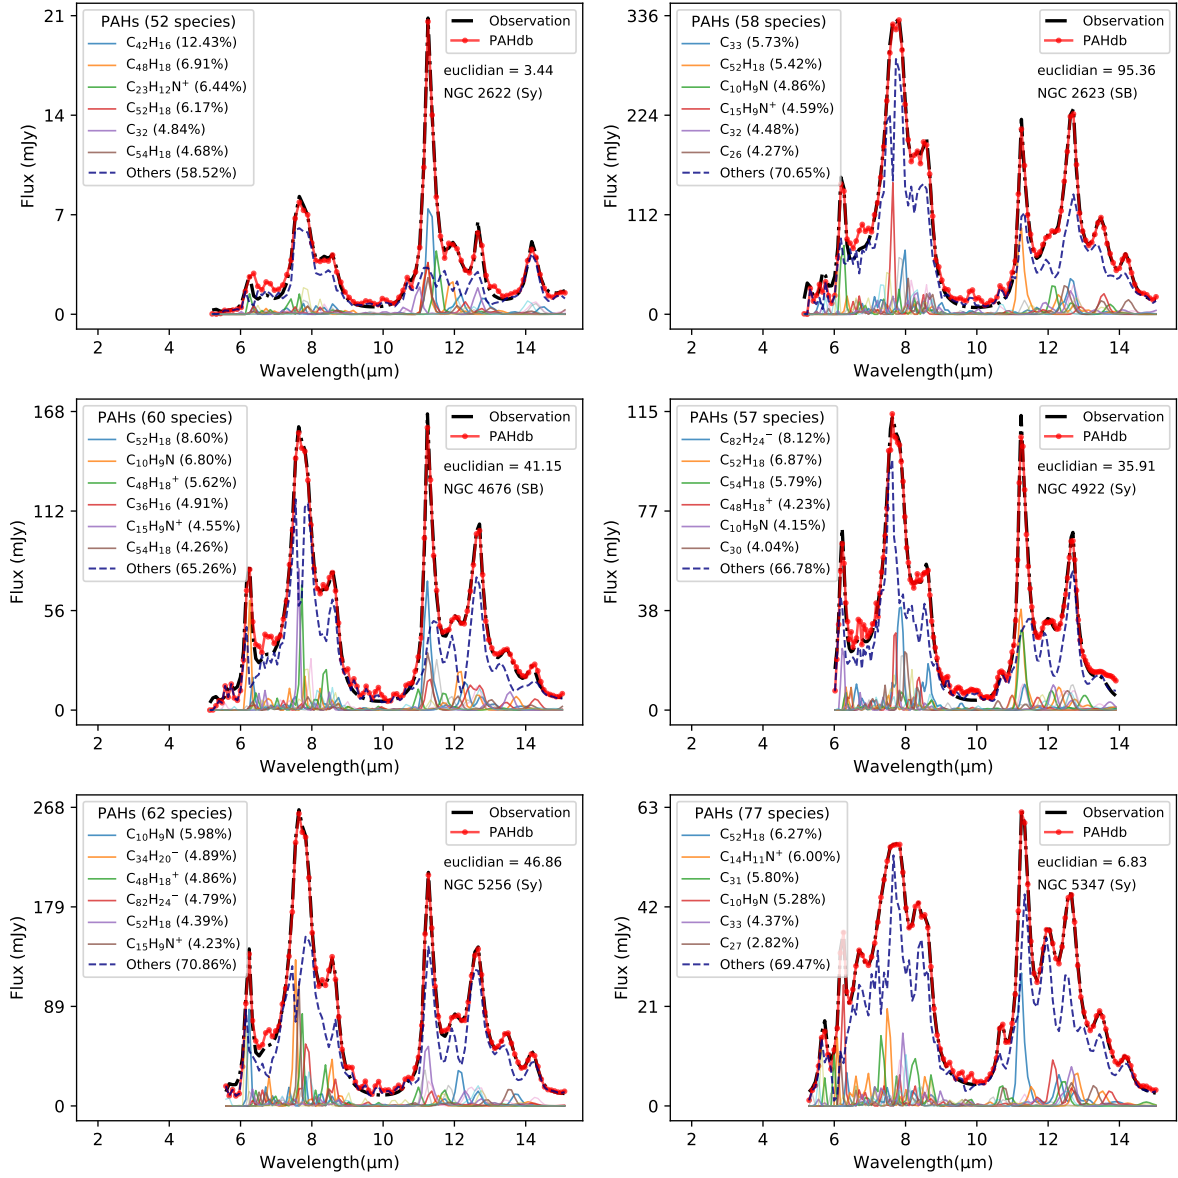 PAHs (52 species)
C₄₂H₁₆ (12.43%)
C₄₈H₁₈ (6.91%)
C₂₃H₁₂N⁺ (6.44%)
C₅₂H₁₈ (6.17%)
C₃₂ (4.84%)
C₅₄H₁₈ (4.68%)
Others (58.52%)
Observation
PAHdb
euclidian = 3.44
NGC 2622 (Sy)
Flux (mJy)
21
14
7
0
2 4 6 8 10 12 14
Wavelength(μm)
PAHs (58 species)
C₃₃ (5.73%)
C₅₂H₁₈ (5.42%)
C₁₀H₉N (4.86%)
C₁₅H₉N⁺ (4.59%)
C₃₂ (4.48%)
C₂₆ (4.27%)
Others (70.65%)
Observation
PAHdb
euclidian = 95.36
NGC 2623 (SB)
Flux (mJy)
336
224
112
0
2 4 6 8 10 12 14
Wavelength(μm)
PAHs (60 species)
C₅₂H₁₈ (8.60%)
C₁₀H₉N (6.80%)
C₄₈H₁₈⁺ (5.62%)
C₃₆H₁₆ (4.91%)
C₁₅H₉N⁺ (4.55%)
C₅₄H₁₈ (4.26%)
Others (65.26%)
Observation
PAHdb
euclidian = 41.15
NGC 4676 (SB)
Flux (mJy)
168
112
56
0
2 4 6 8 10 12 14
Wavelength(μm)
PAHs (57 species)
C₈₂H₂₄⁻ (8.12%)
C₅₂H₁₈ (6.87%)
C₅₄H₁₈ (5.79%)
C₄₈H₁₈⁺ (4.23%)
C₁₀H₉N (4.15%)
C₃₀ (4.04%)
Others (66.78%)
Observation
PAHdb
euclidian = 35.91
NGC 4922 (Sy)
Flux (mJy)
115
77
38
0
2 4 6 8 10 12 14
Wavelength(μm)
PAHs (62 species)
C₁₀H₉N (5.98%)
C₃₄H₂₀⁻ (4.89%)
C₄₈H₁₈⁺ (4.86%)
C₈₂H₂₄⁻ (4.79%)
C₅₂H₁₈ (4.39%)
C₁₅H₉N⁺ (4.23%)
Others (70.86%)
Observation
PAHdb
euclidian = 46.86
NGC 5256 (Sy)
Flux (mJy)
268
179
89
0
2 4 6 8 10 12 14
Wavelength(μm)
PAHs (77 species)
C₅₂H₁₈ (6.27%)
C₁₄H₁₁N⁺ (6.00%)
C₃₁ (5.80%)
C₁₀H₉N (5.28%)
C₃₃ (4.37%)
C₂₇ (2.82%)
Others (69.47%)
Observation
PAHdb
euclidian = 6.83
NGC 5347 (Sy)
Flux (mJy)
63
42
21
0
2 4 6 8 10 12 14
Wavelength(μm)